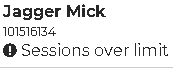 Jagger Mick
101516134
Sessions over limit